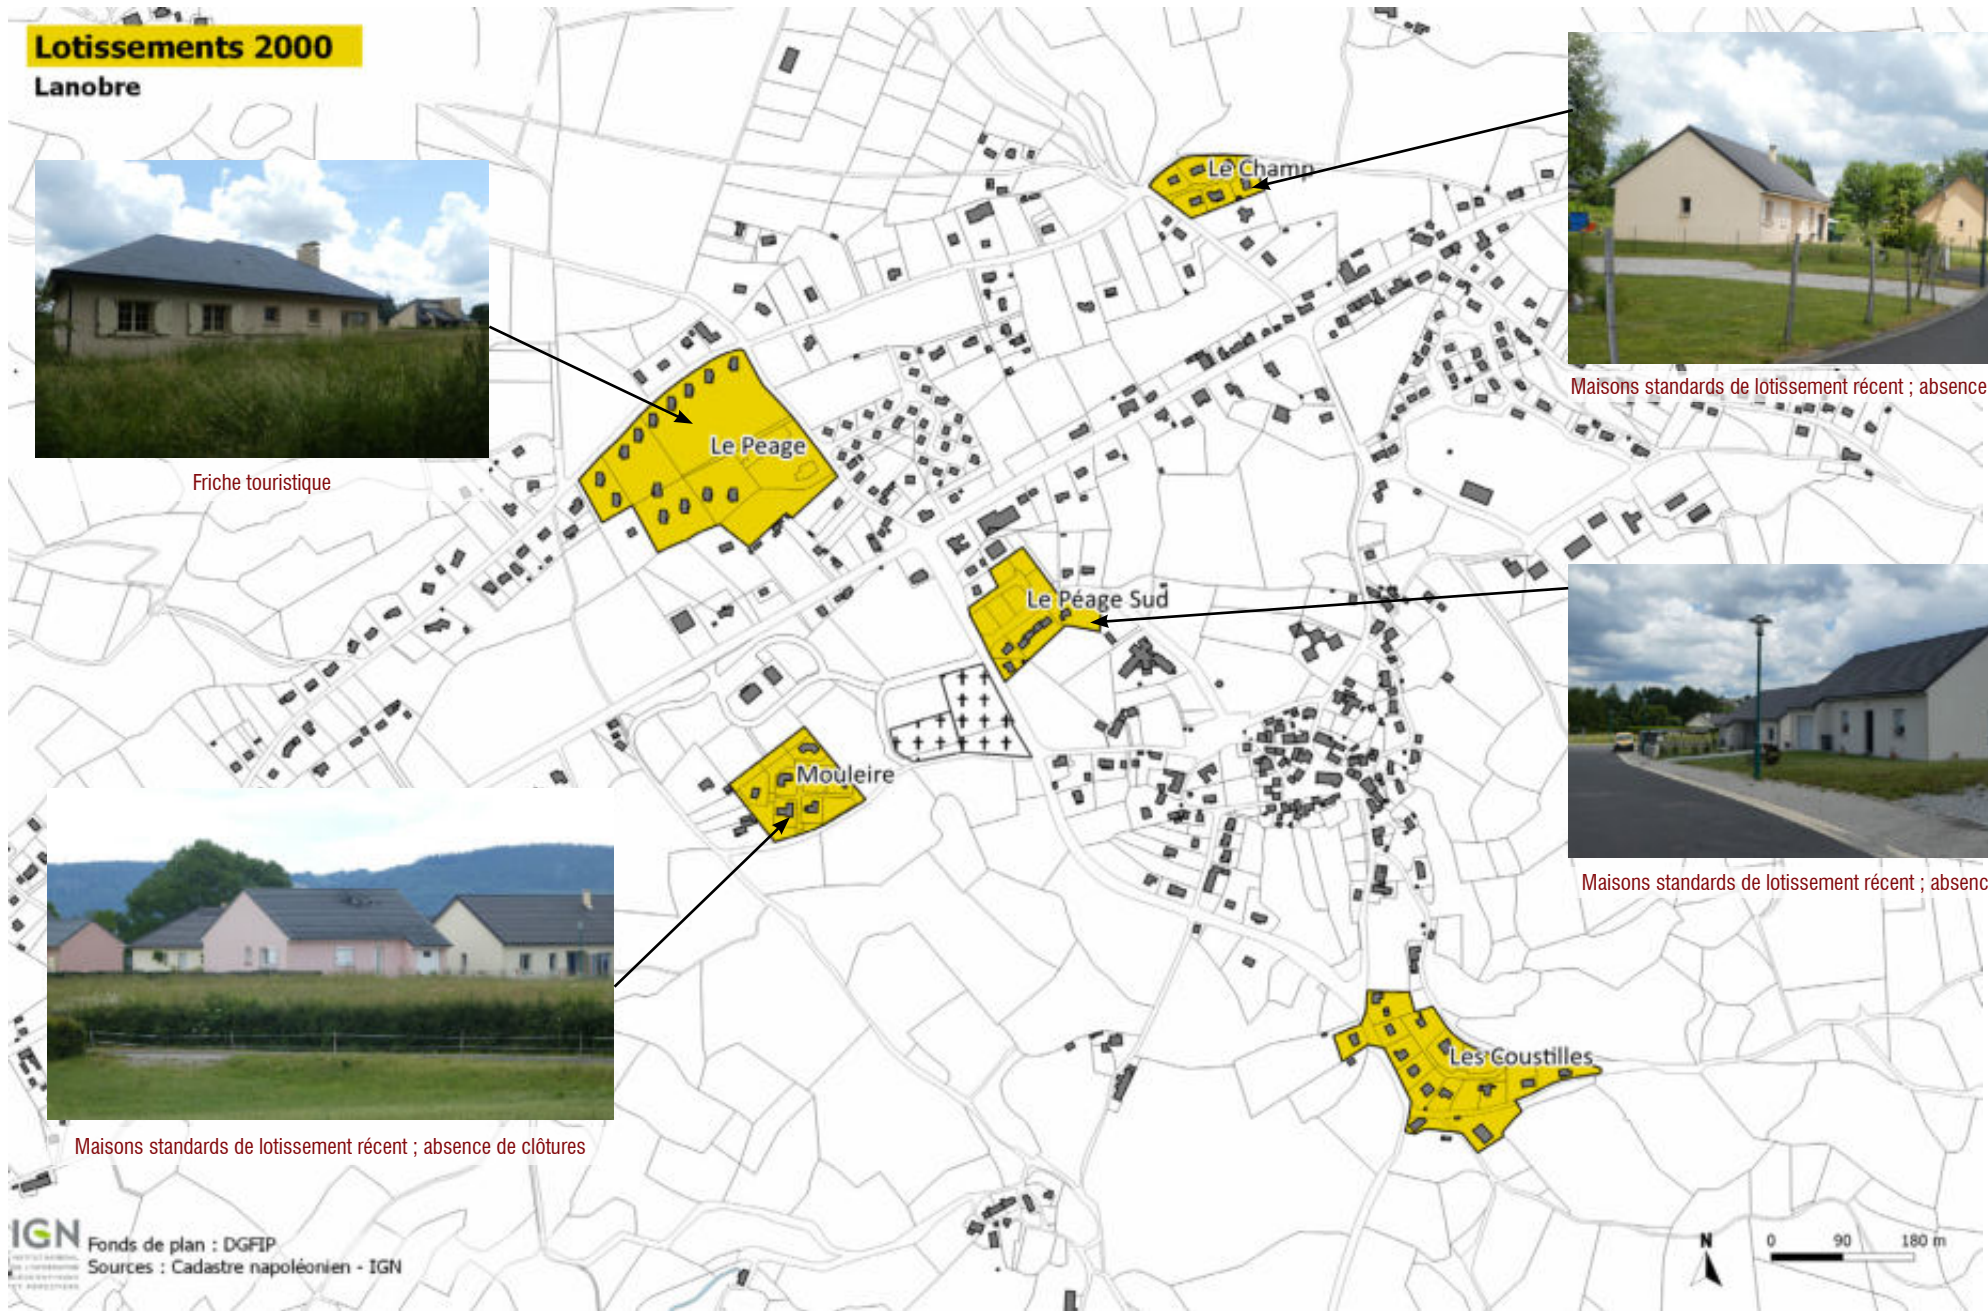 Lotissements 2000
Lanobre
Le Champ
Maisons standards de lotissement récent ; absence
Le Peage
Friche touristique
Le Péage Sud
Mouleire
Maisons standards de lotissement récent ; absenc
Les Coustilles
Maisons standards de lotissement récent ; absence de clôtures
IGN
Fonds de plan : DGFIP
Sources : Cadastre napoléonien - IGN
N
0 90 180 m